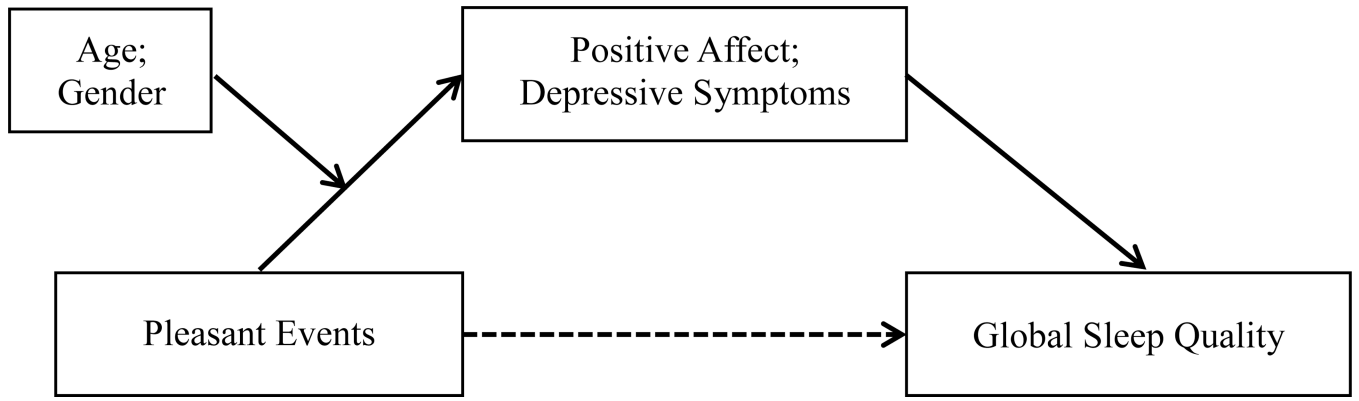 Age;
Gender
Positive Affect;
Depressive Symptoms
Pleasant Events
Global Sleep Quality